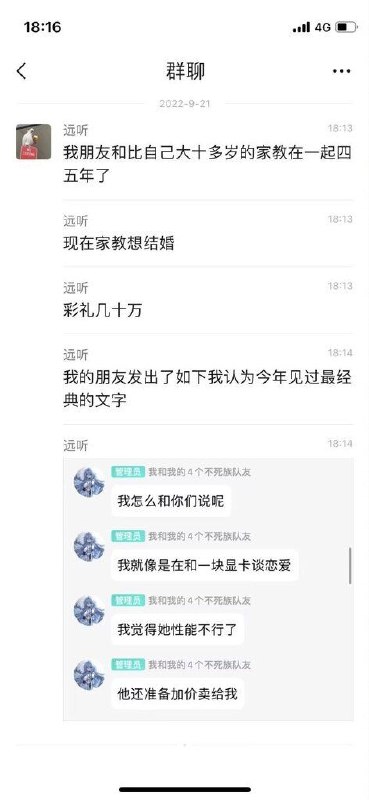 18:16
4G
群聊
2022-9-21
远听
18:13
我朋友和比自己大十多岁的家教在一起四
五年了
远听
18:13
现在家教想结婚
远听
18:13
彩礼几十万
远听
18:14
我的朋友发出了如下我认为今年见过最经
典的文字
远听
18:14
管理员 我和我的4个不死族队友
我怎么和你们说呢
管理员 我和我的4个不死族队友
我就像是在和一块显卡谈恋爱
管理员 我和我的4个不死族队友
我觉得她性能不行了
管理员 我和我的4个不死族队友
他还准备加价卖给我